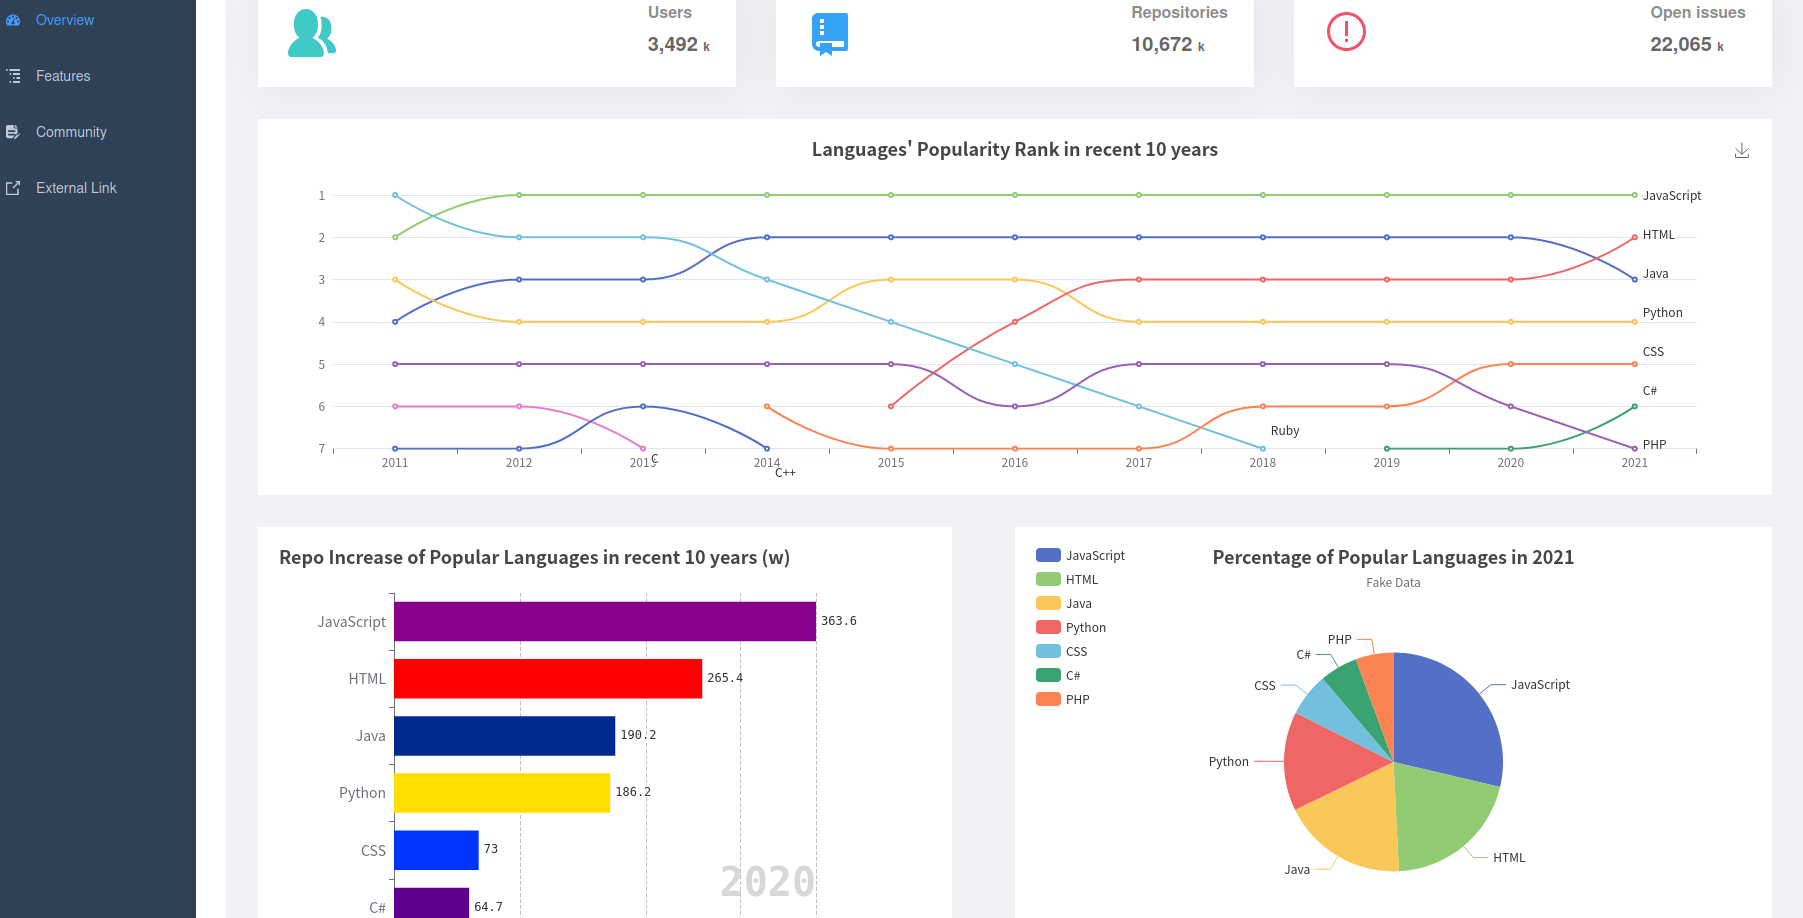 Overview
Features
Community
External Link
Users
3,492 k
Repositories
10,672 k
Open issues
22,065 k
Languages' Popularity Rank in recent 10 years
1
2
3
4
5
6
7
JavaScript
HTML
Java
Python
CSS
C#
PHP
Ruby
C
C++
2011
2012
2013
2014
2015
2016
2017
2018
2019
2020
2021
Repo Increase of Popular Languages in recent 10 years (w)
JavaScript 363.6
HTML 265.4
Java 190.2
Python 186.2
CSS 73
C# 64.7
2020
JavaScript
HTML
Java
Python
CSS
C#
PHP
Percentage of Popular Languages in 2021
Fake Data
PHP
C#
CSS
JavaScript
Python
HTML
Java